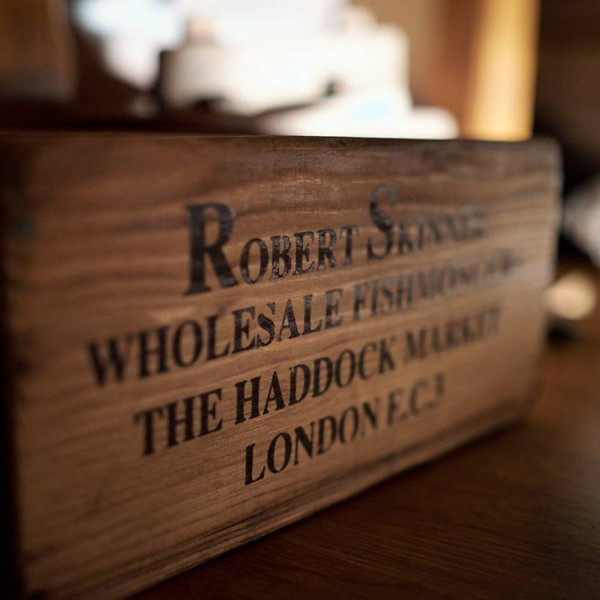 Robert Skinner
WHOLESALE FISHMONGER
THE HADDOCK MARKET
LONDON E.C.3